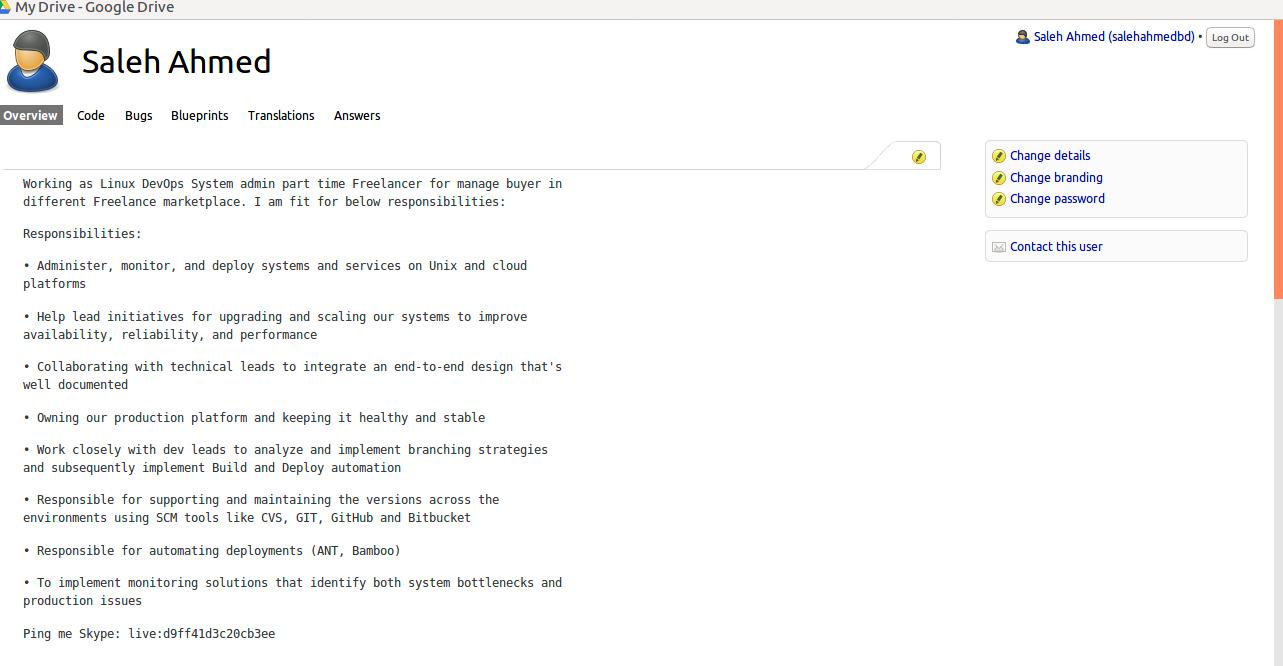 My Drive - Google Drive
Saleh Ahmed (salehahmedbd) • Log Out
Saleh Ahmed
Overview Code Bugs Blueprints Translations Answers
Working as Linux DevOps System admin part time Freelancer for manage buyer in
different Freelance marketplace. I am fit for below responsibilities:
Responsibilities:
• Administer, monitor, and deploy systems and services on Unix and cloud
platforms
• Help lead initiatives for upgrading and scaling our systems to improve
availability, reliability, and performance
• Collaborating with technical leads to integrate an end-to-end design that's
well documented
• Owning our production platform and keeping it healthy and stable
• Work closely with dev leads to analyze and implement branching strategies
and subsequently implement Build and Deploy automation
• Responsible for supporting and maintaining the versions across the
environments using SCM tools like CVS, GIT, GitHub and Bitbucket
• Responsible for automating deployments (ANT, Bamboo)
• To implement monitoring solutions that identify both system bottlenecks and
production issues
Ping me Skype: live:d9ff41d3c20cb3ee
Change details
Change branding
Change password
Contact this user